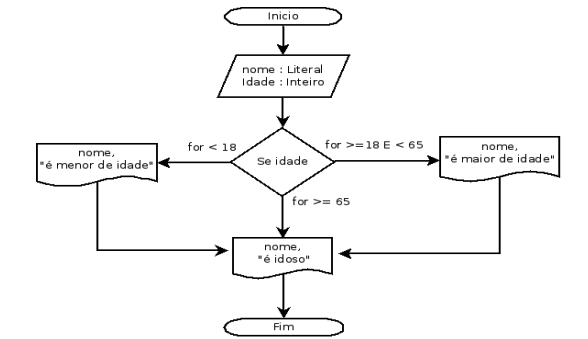 Inicio
nome : Literal
Idade : Inteiro
for < 18
Se idade
for >=18 E < 65
nome,
"é menor de idade"
nome,
"é maior de idade"
for >= 65
nome,
"é idoso"
Fim